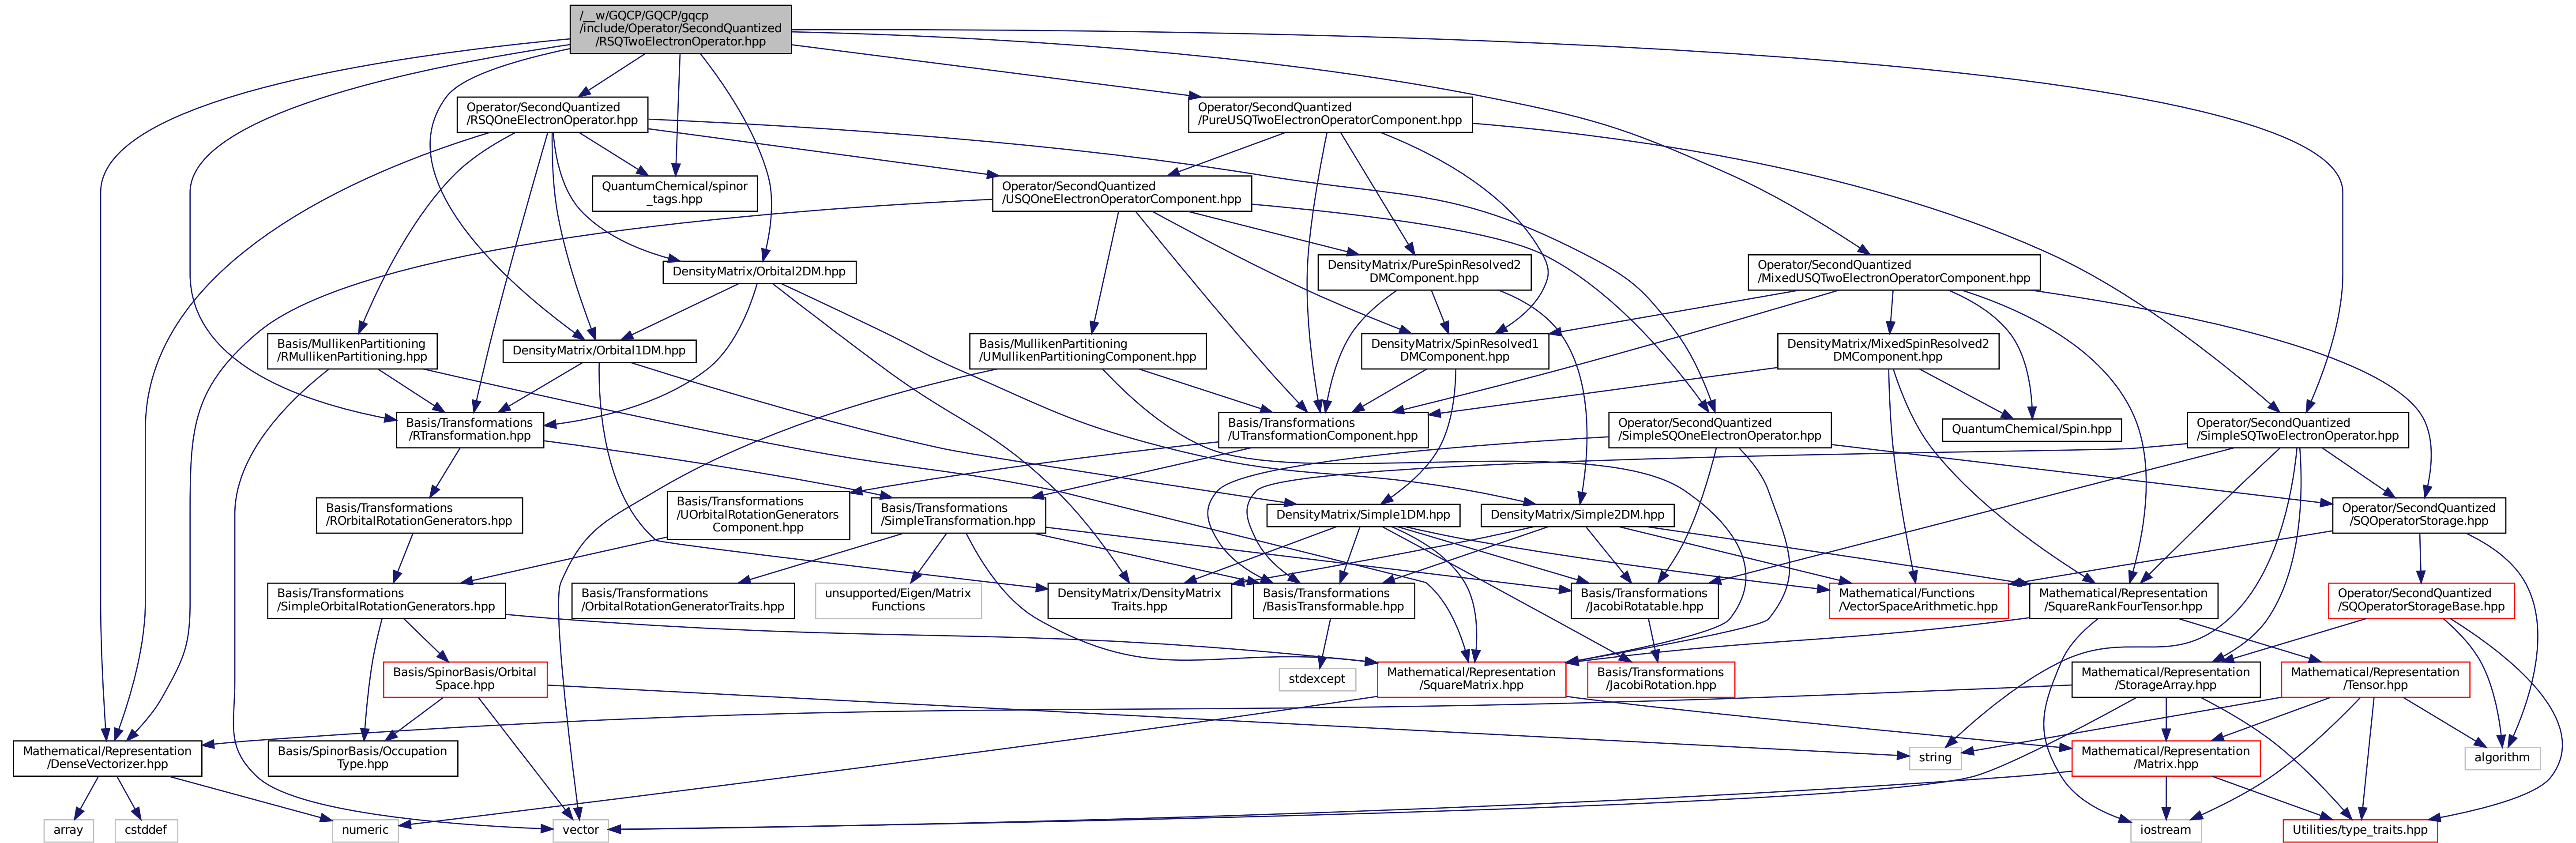 /__w/GQCP/GQCP/gqcp
/include/Operator/SecondQuantized
/RSQTwoElectronOperator.hpp
Operator/SecondQuantized
/RSQOneElectronOperator.hpp
Operator/SecondQuantized
/PureUSQTwoElectronOperatorComponent.hpp
QuantumChemical/spinor
_tags.hpp
Operator/SecondQuantized
/USQOneElectronOperatorComponent.hpp
DensityMatrix/Orbital2DM.hpp
DensityMatrix/PureSpinResolved2
DMComponent.hpp
Operator/SecondQuantized
/MixedUSQTwoElectronOperatorComponent.hpp
Basis/MullikenPartitioning
/RMullikenPartitioning.hpp
DensityMatrix/Orbital1DM.hpp
Basis/MullikenPartitioning
/UMullikenPartitioningComponent.hpp
DensityMatrix/SpinResolved1
DMComponent.hpp
DensityMatrix/MixedSpinResolved2
DMComponent.hpp
Basis/Transformations
/RTransformation.hpp
Basis/Transformations
/UTransformationComponent.hpp
Operator/SecondQuantized
/SimpleSQOneElectronOperator.hpp
QuantumChemical/Spin.hpp
Operator/SecondQuantized
/SimpleSQTwoElectronOperator.hpp
Basis/Transformations
/ROrbitalRotationGenerators.hpp
Basis/Transformations
/UOrbitalRotationGenerators
Component.hpp
Basis/Transformations
/SimpleTransformation.hpp
DensityMatrix/Simple1DM.hpp
DensityMatrix/Simple2DM.hpp
Operator/SecondQuantized
/SQOperatorStorage.hpp
Basis/Transformations
/SimpleOrbitalRotationGenerators.hpp
Basis/Transformations
/OrbitalRotationGeneratorTraits.hpp
unsupported/Eigen/Matrix
Functions
DensityMatrix/DensityMatrix
Traits.hpp
Basis/Transformations
/BasisTransformable.hpp
Basis/Transformations
/JacobiRotatable.hpp
Mathematical/Functions
/VectorSpaceArithmetic.hpp
Mathematical/Representation
/SquareRankFourTensor.hpp
Operator/SecondQuantized
/SQOperatorStorageBase.hpp
Basis/SpinorBasis/Orbital
Space.hpp
stdexcept
Mathematical/Representation
/SquareMatrix.hpp
Basis/Transformations
/JacobiRotation.hpp
Mathematical/Representation
/StorageArray.hpp
Mathematical/Representation
/Tensor.hpp
Mathematical/Representation
/DenseVectorizer.hpp
Basis/SpinorBasis/Occupation
Type.hpp
string
Mathematical/Representation
/Matrix.hpp
algorithm
array
cstddef
numeric
vector
iostream
Utilities/type_traits.hpp